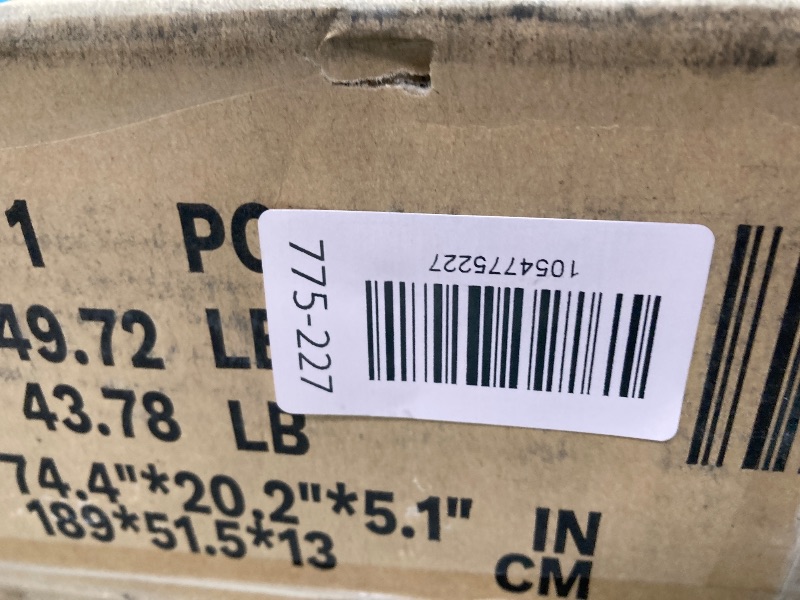 1 PC
49.72 LB
43.78 LB
74.4"*20.2"*5.1" IN
189*51.5*13 CM
1054775227
775-227